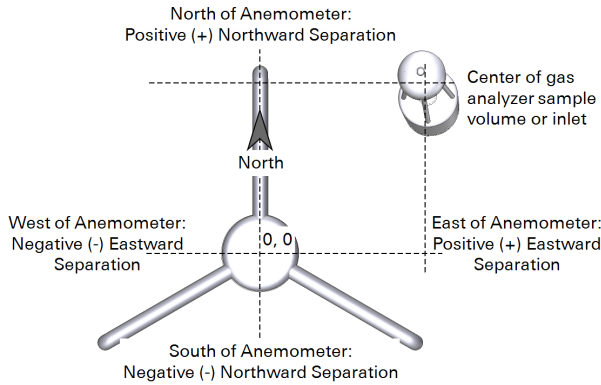 North of Anemometer:
Positive (+) Northward Separation
Center of gas
analyzer sample
volume or inlet
North
West of Anemometer:
Negative (-) Eastward
Separation
0, 0
East of Anemometer:
Positive (+) Eastward
Separation
South of Anemometer:
Negative (-) Northward Separation